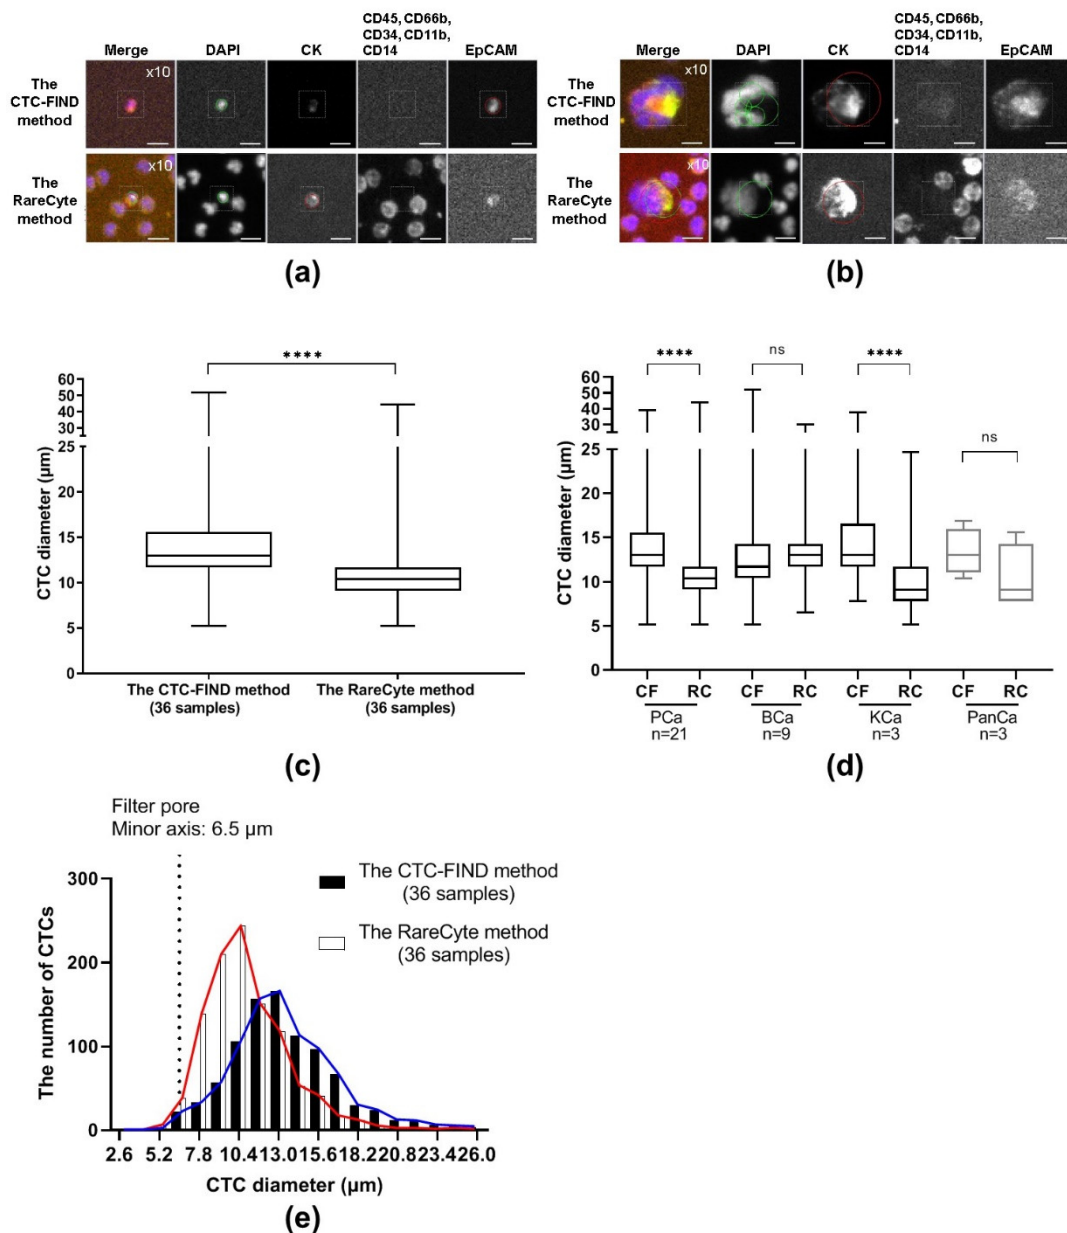 CD45, CD66b,
CD34, CD11b,
Merge DAPI CK CD14 EpCAM
The
CTC-FIND
method
x10
The
RareCyte
method
x10
(a)
CD45, CD66b,
CD34, CD11b,
Merge DAPI CK CD14 EpCAM
The
CTC-FIND
method
x10
The
RareCyte
method
x10
(b)
CTC diameter (µm)
60
50
40
30
25
20
15
10
5
0
****
The CTC-FIND method
(36 samples)
The RareCyte method
(36 samples)
(c)
CTC diameter (µm)
60
50
40
30
25
20
15
10
5
0
**** ns **** ns
CF RC CF RC CF RC CF RC
PCa BCa KCa PanCa
n=21 n=9 n=3 n=3
(d)
Filter pore
Minor axis: 6.5 µm
The CTC-FIND method
(36 samples)
The RareCyte method
(36 samples)
The number of CTCs
300
200
100
0
2.6 5.2 7.8 10.4 13.0 15.6 18.2 20.8 23.4 26.0
CTC diameter (µm)
(e)